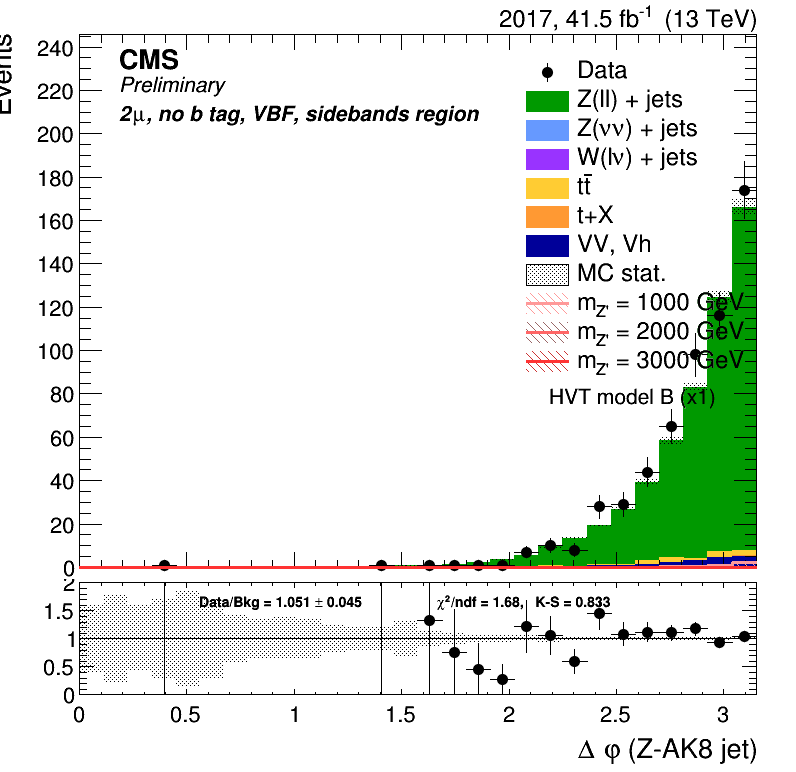 2017, 41.5 fb⁻¹ (13 TeV)
Events
CMS
Preliminary
2μ, no b tag, VBF, sidebands region
Data
Z(ll) + jets
Z(νν) + jets
W(lν) + jets
tt̄
t+X
VV, Vh
MC stat.
m_Z' = 1000 GeV
m_Z' = 2000 GeV
m_Z' = 3000 GeV
HVT model B (x1)
240
220
200
180
160
140
120
100
80
60
40
20
0
Data/Bkg = 1.051 ± 0.045
χ²/ndf = 1.68, K-S = 0.833
2
1.5
1
0.5
0
0 0.5 1 1.5 2 2.5 3
Δ φ (Z-AK8 jet)